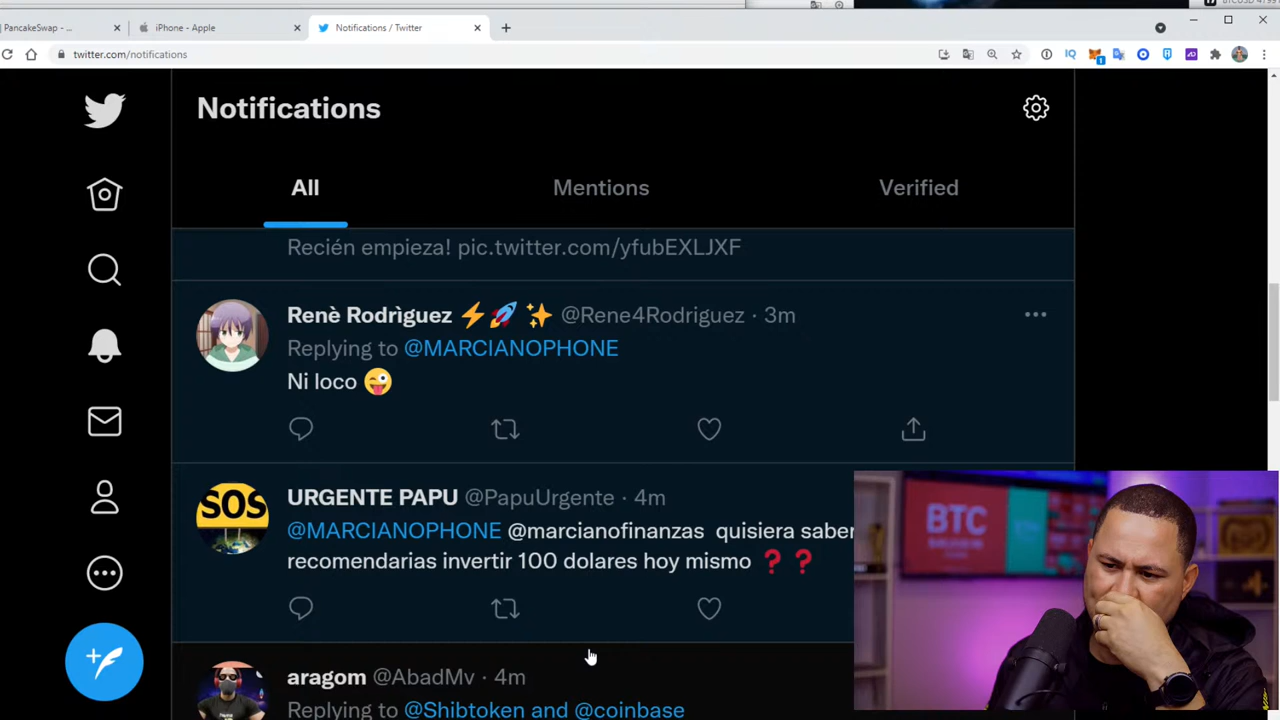 PancakeSwap - ...
iPhone - Apple
Notifications / Twitter
twitter.com/notifications
Notifications
All
Mentions
Verified
Recién empieza! pic.twitter.com/yfubEXLJXF
Renè Rodrìguez ⚡🚀 ✨ @Rene4Rodriguez · 3m
Replying to @MARCIANOPHONE
Ni loco 😜
SOS
URGENTE PAPU @PapuUrgente · 4m
@MARCIANOPHONE @marcianofinanzas quisiera saber
recomendarias invertir 100 dolares hoy mismo ❓ ❓
aragom @AbadMv · 4m
Replying to @Shibtoken and @coinbase
BTC